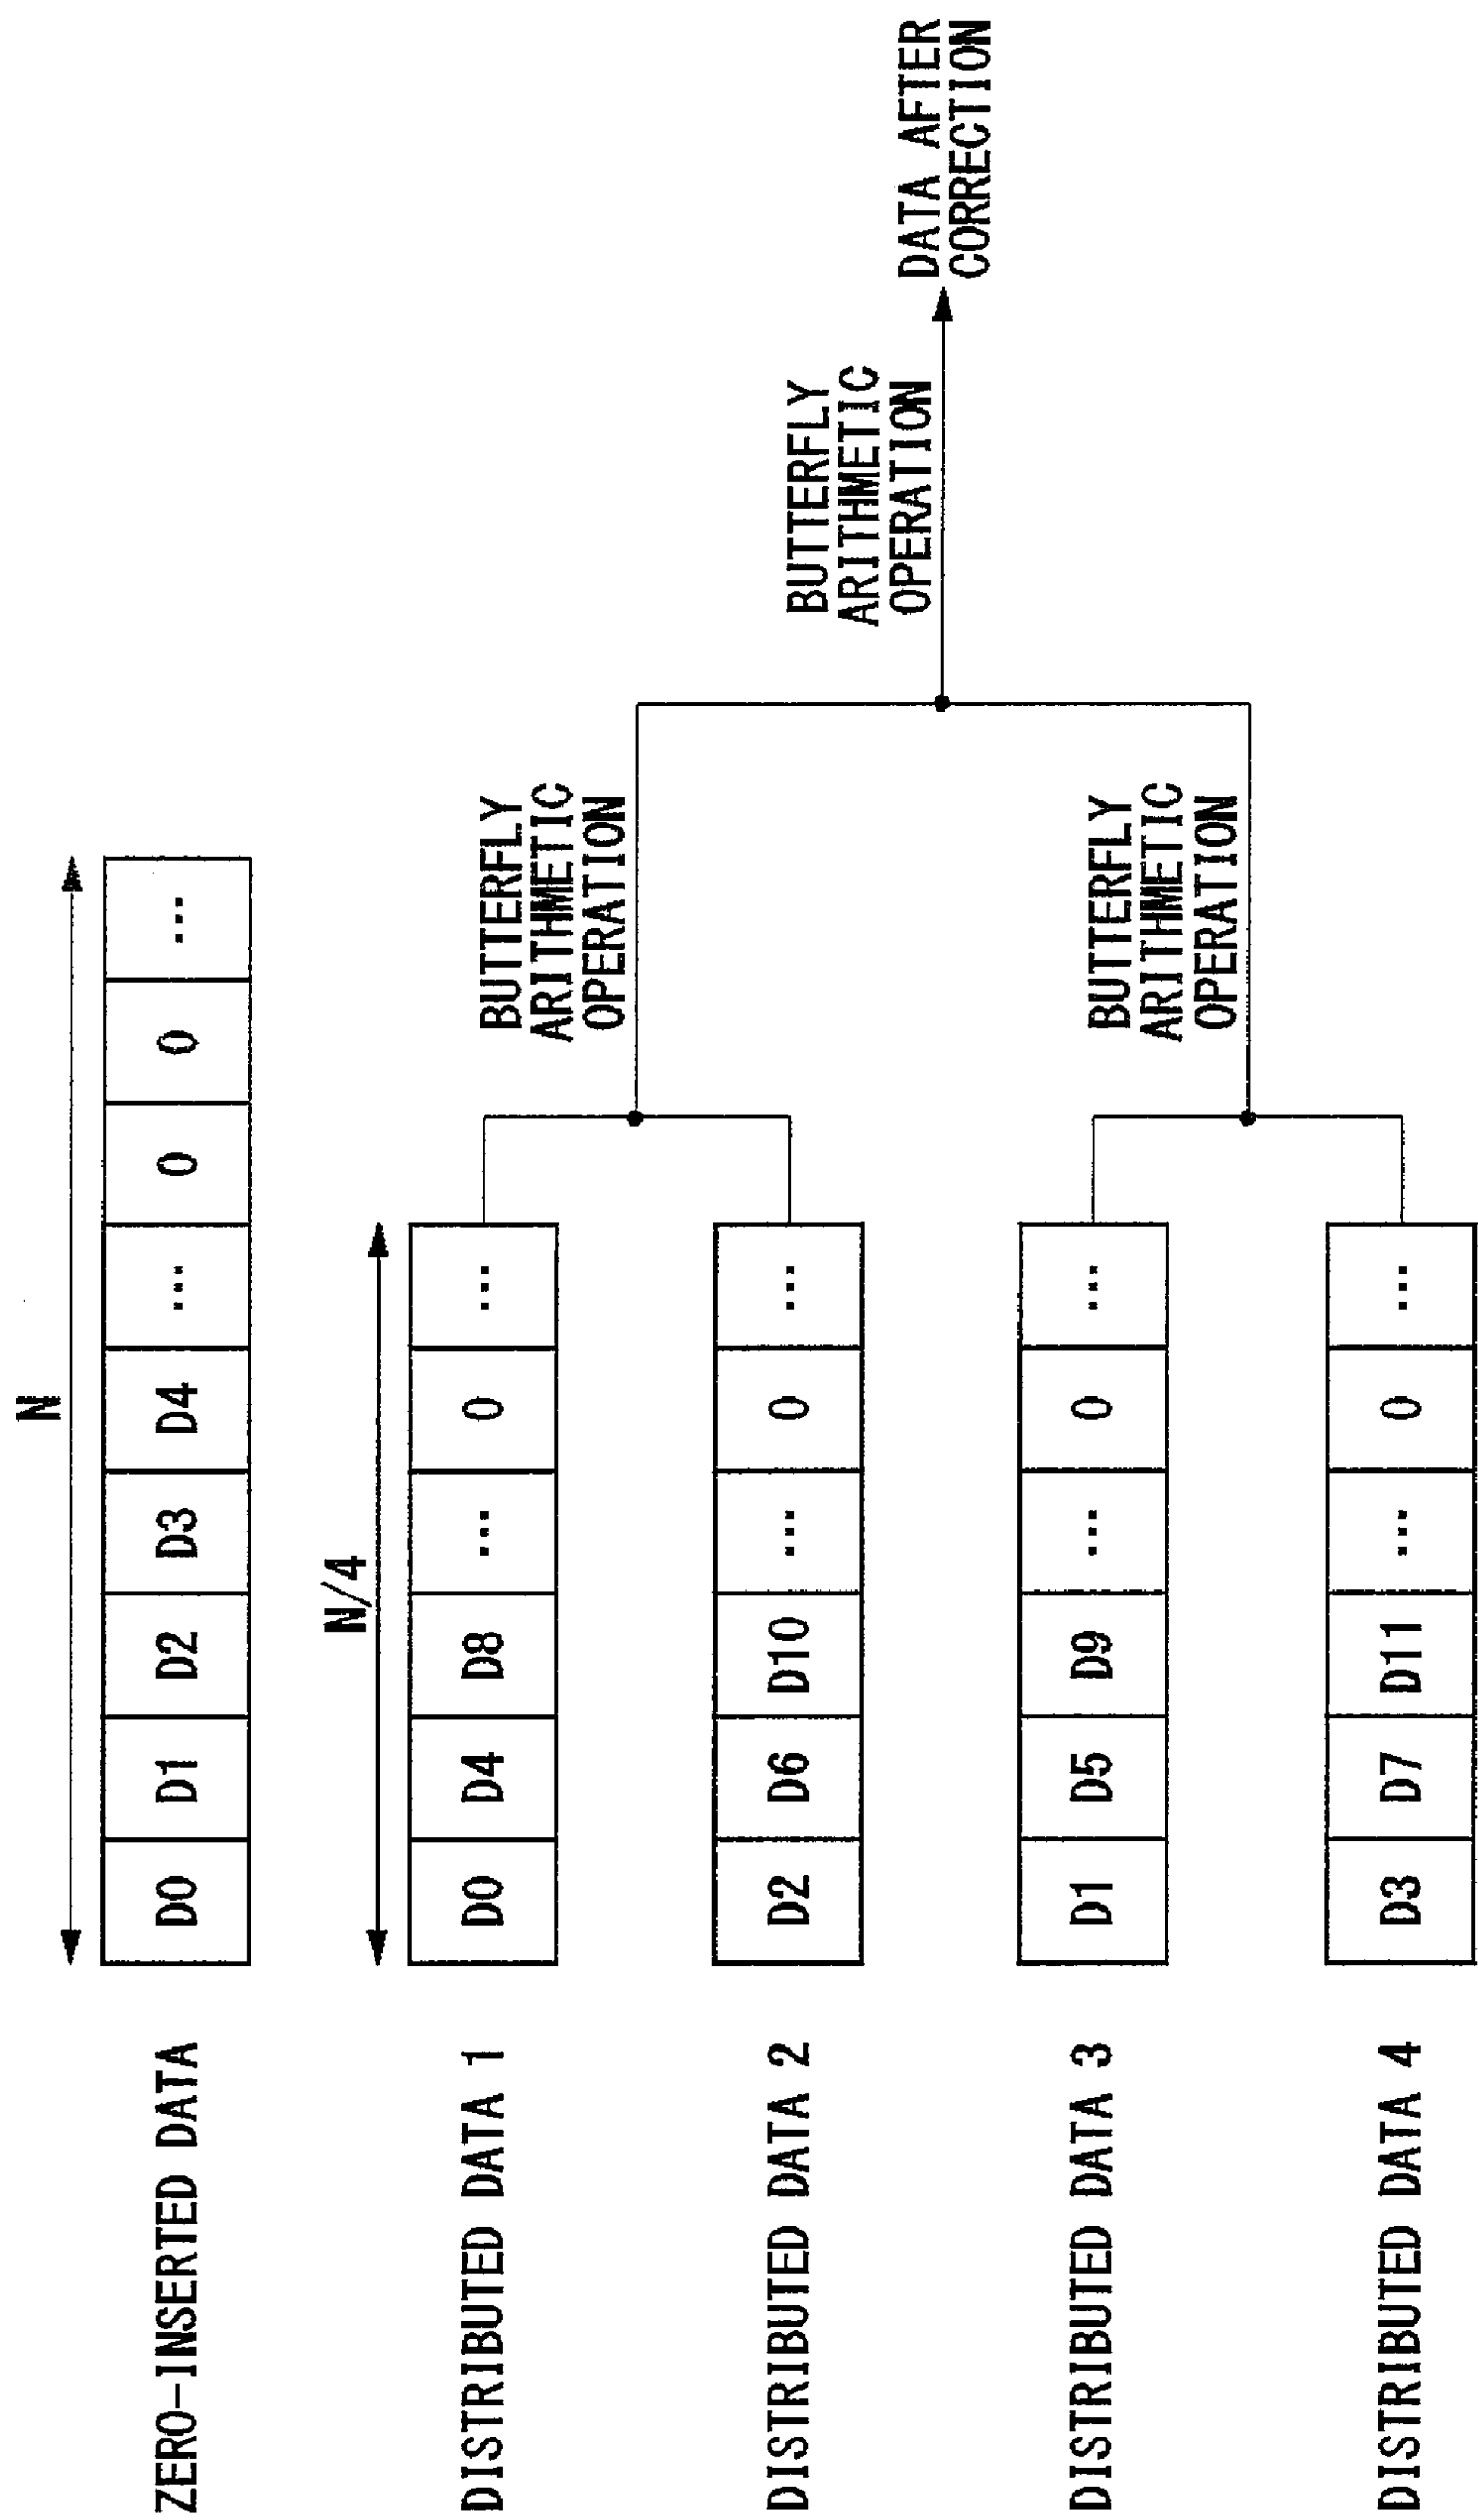 N
ZERO-INSERTED DATA D0 D1 D2 D3 D4 ... 0 0 ...
N/4
DISTRIBUTED DATA 1 D0 D4 D8 ... 0 ...
BUTTERFLY
ARITHMETIC
OPERATION
DISTRIBUTED DATA 2 D2 D6 D10 ... 0 ...
BUTTERFLY
ARITHMETIC
OPERATION
DATA AFTER
CORRECTION
DISTRIBUTED DATA 3 D1 D5 D9 ... 0 ...
BUTTERFLY
ARITHMETIC
OPERATION
DISTRIBUTED DATA 4 D3 D7 D11 ... 0 ...